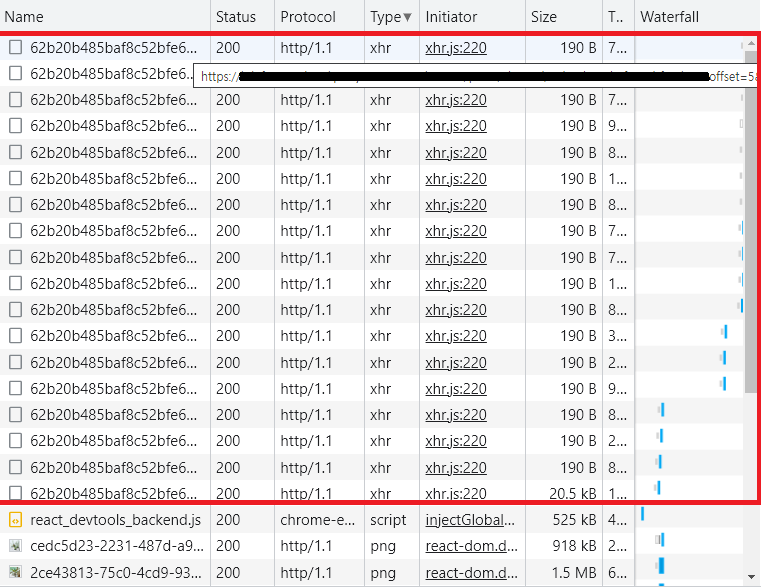 Name Status Protocol Type▼ Initiator Size T.. Waterfall
62b20b485baf8c52bfe6... 200 http/1.1 xhr xhr.js:220 190 B 7...
62b20b485baf8c52bfe6...
https:/ offset=5
62b20b485baf8c52bfe6... 200 http/1.1 xhr xhr.js:220 190 B 7...
62b20b485baf8c52bfe6... 200 http/1.1 xhr xhr.js:220 190 B 9...
62b20b485baf8c52bfe6... 200 http/1.1 xhr xhr.js:220 190 B 8...
62b20b485baf8c52bfe6... 200 http/1.1 xhr xhr.js:220 190 B 1...
62b20b485baf8c52bfe6... 200 http/1.1 xhr xhr.js:220 190 B 8...
62b20b485baf8c52bfe6... 200 http/1.1 xhr xhr.js:220 190 B 7...
62b20b485baf8c52bfe6... 200 http/1.1 xhr xhr.js:220 190 B 7...
62b20b485baf8c52bfe6... 200 http/1.1 xhr xhr.js:220 190 B 1...
62b20b485baf8c52bfe6... 200 http/1.1 xhr xhr.js:220 190 B 8...
62b20b485baf8c52bfe6... 200 http/1.1 xhr xhr.js:220 190 B 3...
62b20b485baf8c52bfe6... 200 http/1.1 xhr xhr.js:220 190 B 2...
62b20b485baf8c52bfe6... 200 http/1.1 xhr xhr.js:220 190 B 9...
62b20b485baf8c52bfe6... 200 http/1.1 xhr xhr.js:220 190 B 8...
62b20b485baf8c52bfe6... 200 http/1.1 xhr xhr.js:220 190 B 2...
62b20b485baf8c52bfe6... 200 http/1.1 xhr xhr.js:220 190 B 8...
62b20b485baf8c52bfe6... 200 http/1.1 xhr xhr.js:220 20.5 kB 1...
react_devtools_backend.js 200 chrome-e... script injectGlobal... 525 kB 4...
cedc5d23-2231-487d-a9... 200 http/1.1 png react-dom.d... 918 kB 2...
2ce43813-75c0-4cd9-93... 200 http/1.1 png react-dom.d... 1.5 MB 6...